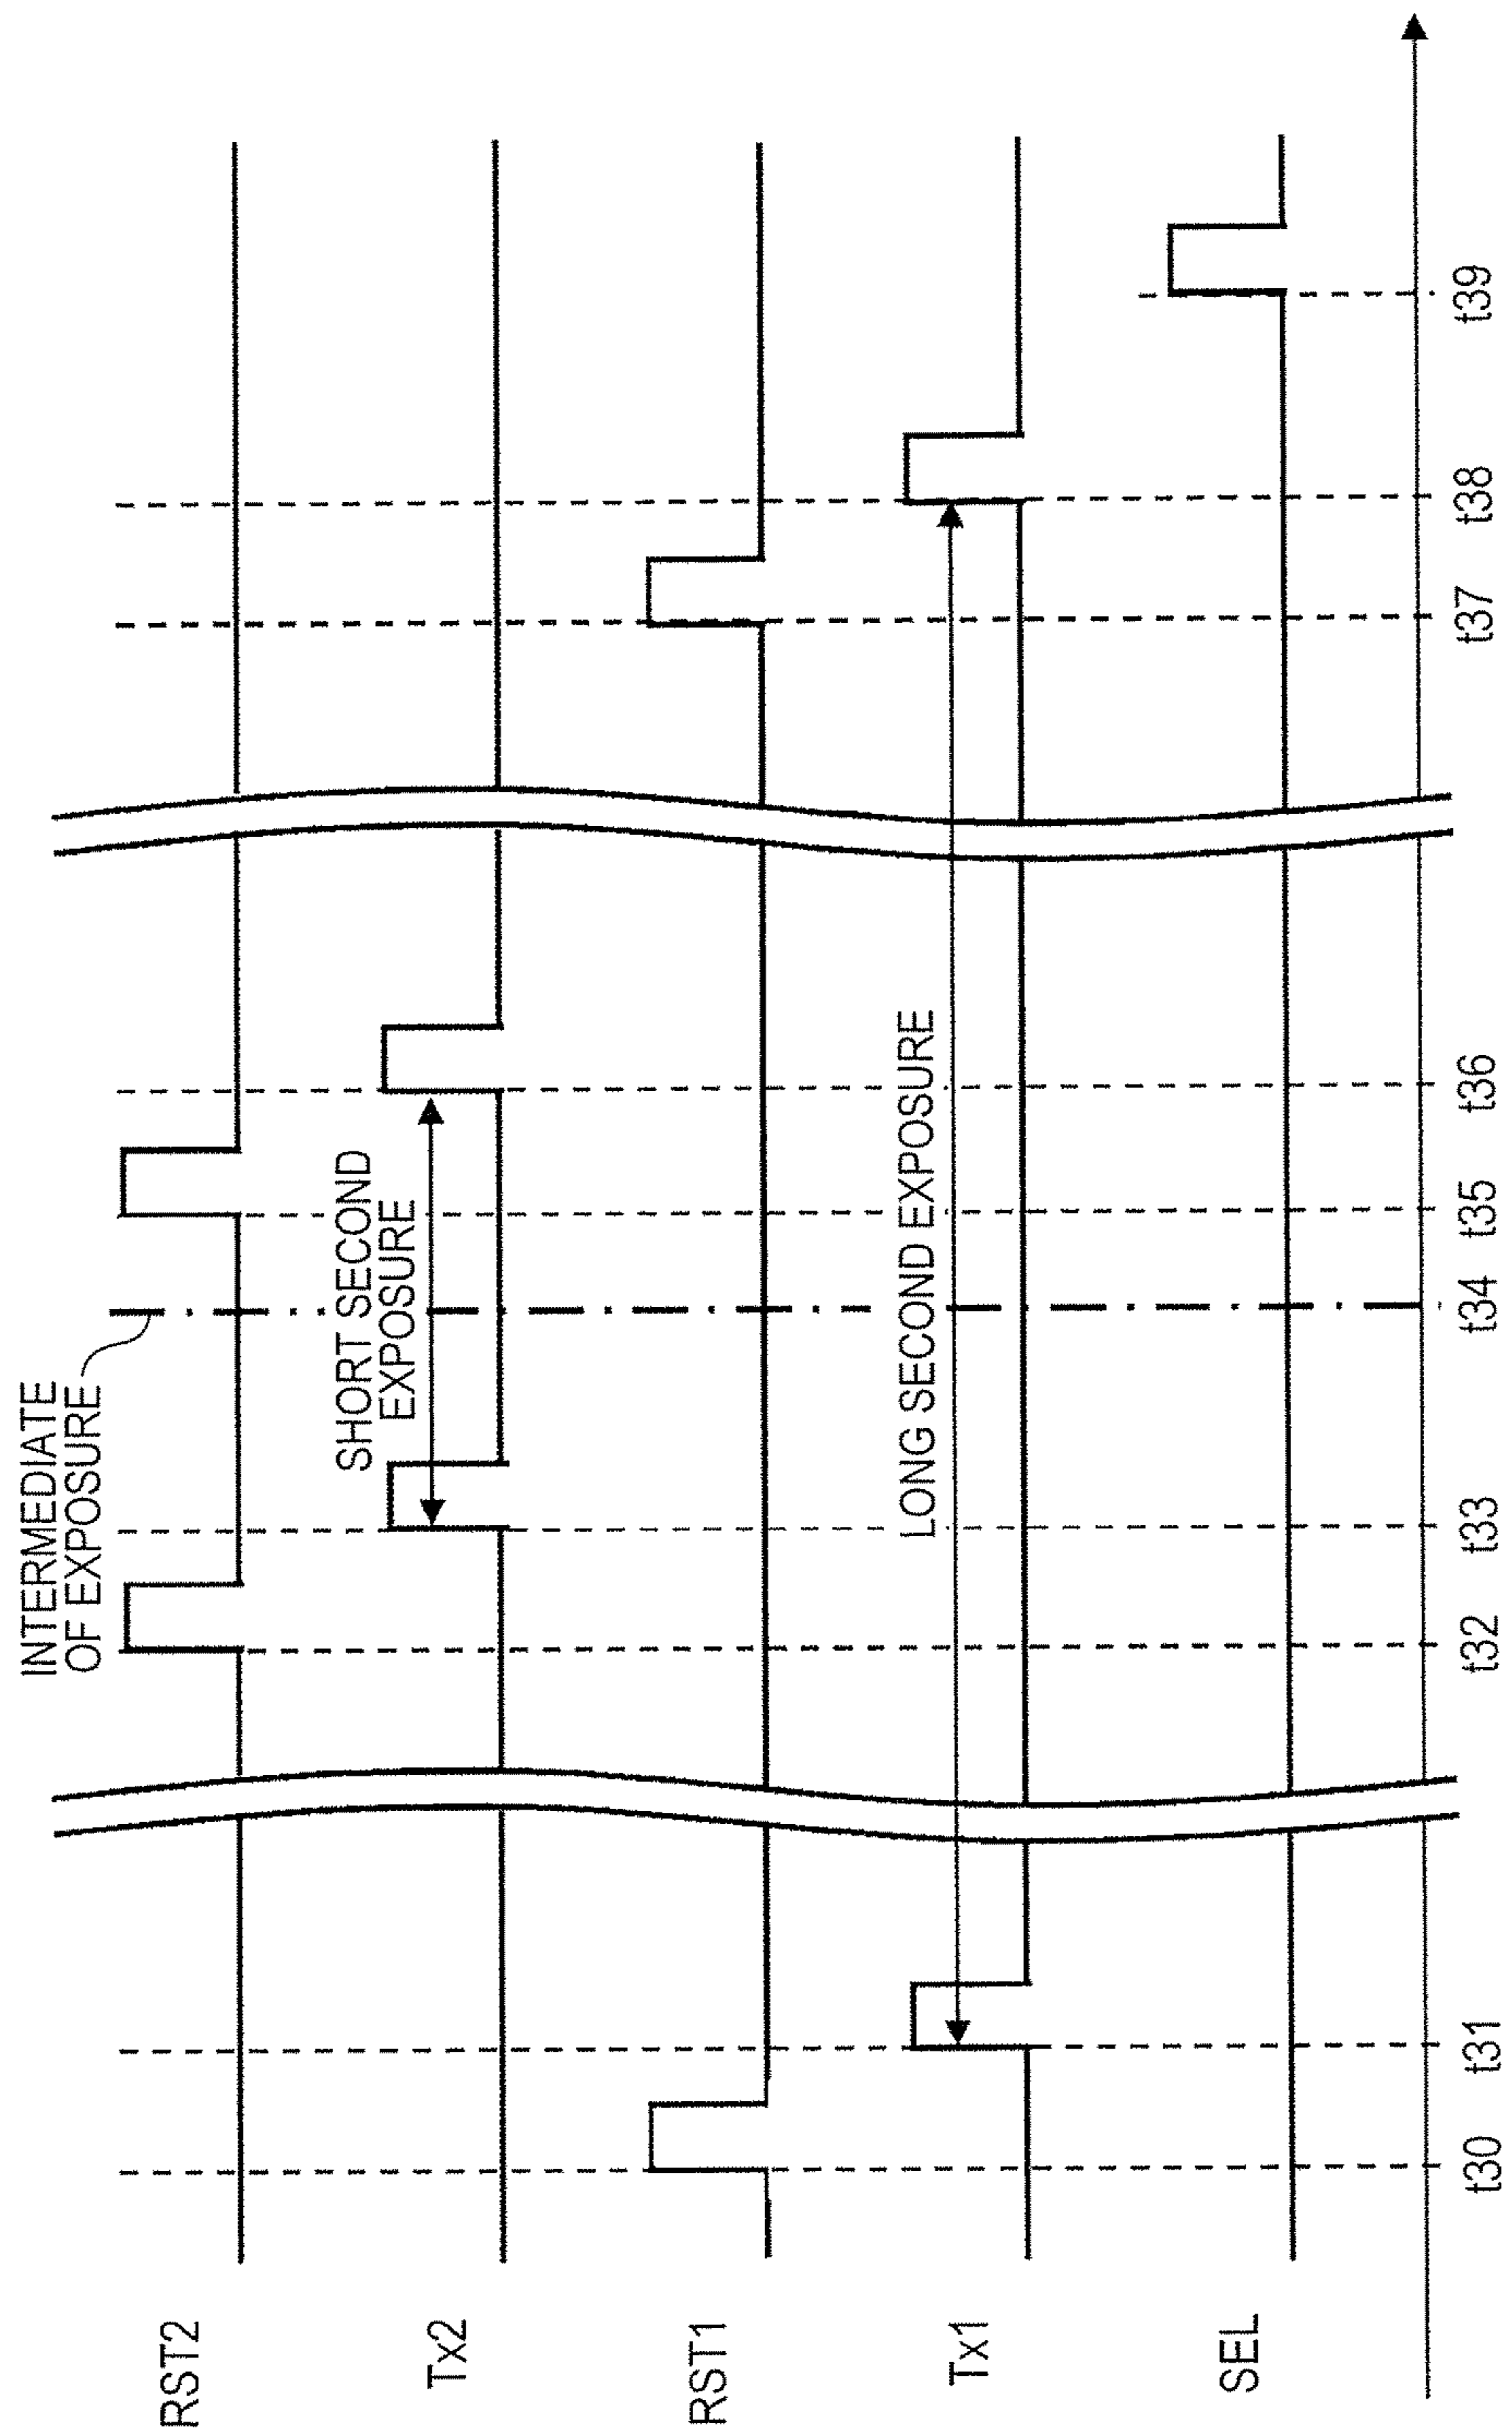 INTERMEDIATE
OF EXPOSURE
RST2
SHORT SECOND
EXPOSURE
Tx2
RST1
LONG SECOND EXPOSURE
Tx1
SEL
t30 t31 t32 t33 t34 t35 t36 t37 t38 t39